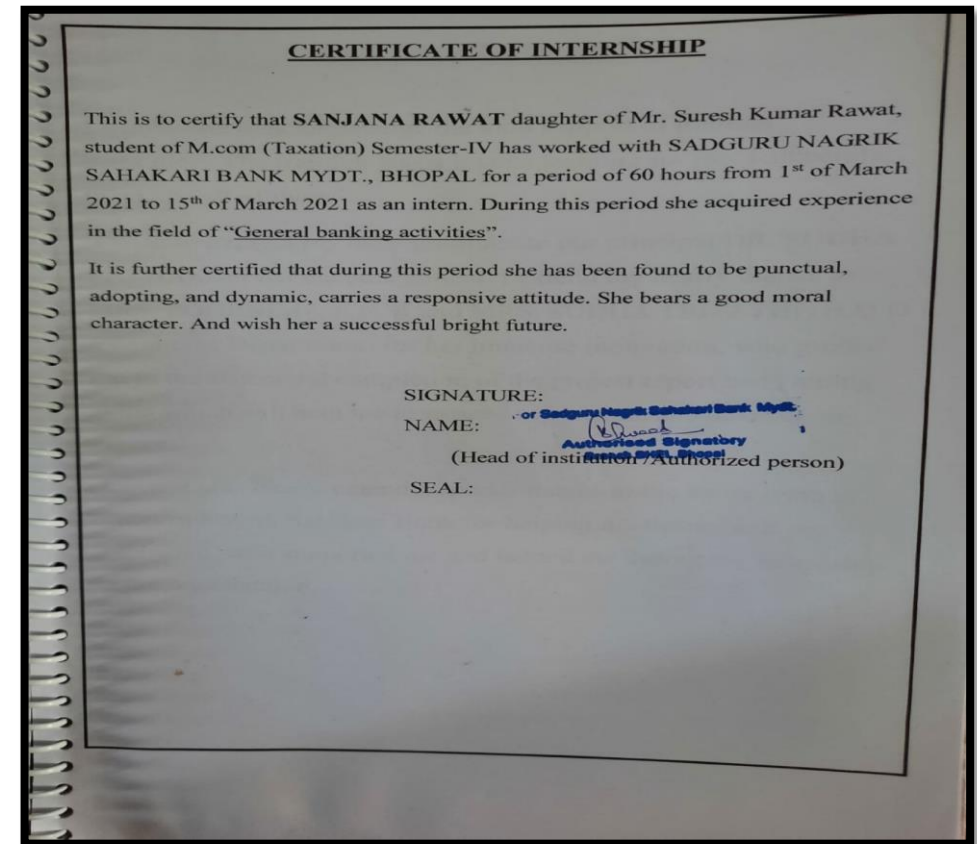 CERTIFICATE OF INTERNSHIP
This is to certify that SANJANA RAWAT daughter of Mr. Suresh Kumar Rawat,
student of M.com (Taxation) Semester-IV has worked with SADGURU NAGRIK
SAHAKARI BANK MYDT., BHOPAL for a period of 60 hours from 1st of March
2021 to 15th of March 2021 as an intern. During this period she acquired experience
in the field of “General banking activities”.
It is further certified that during this period she has been found to be punctual,
adopting, and dynamic, carries a responsive attitude. She bears a good moral
character. And wish her a successful bright future.
SIGNATURE:
or Sadguru Nagrik Sahakari Bank Mydt.
NAME:
Authorised Signatory
(Head of institution /Authorized person)
Branch BHEL, Bhopal
SEAL: